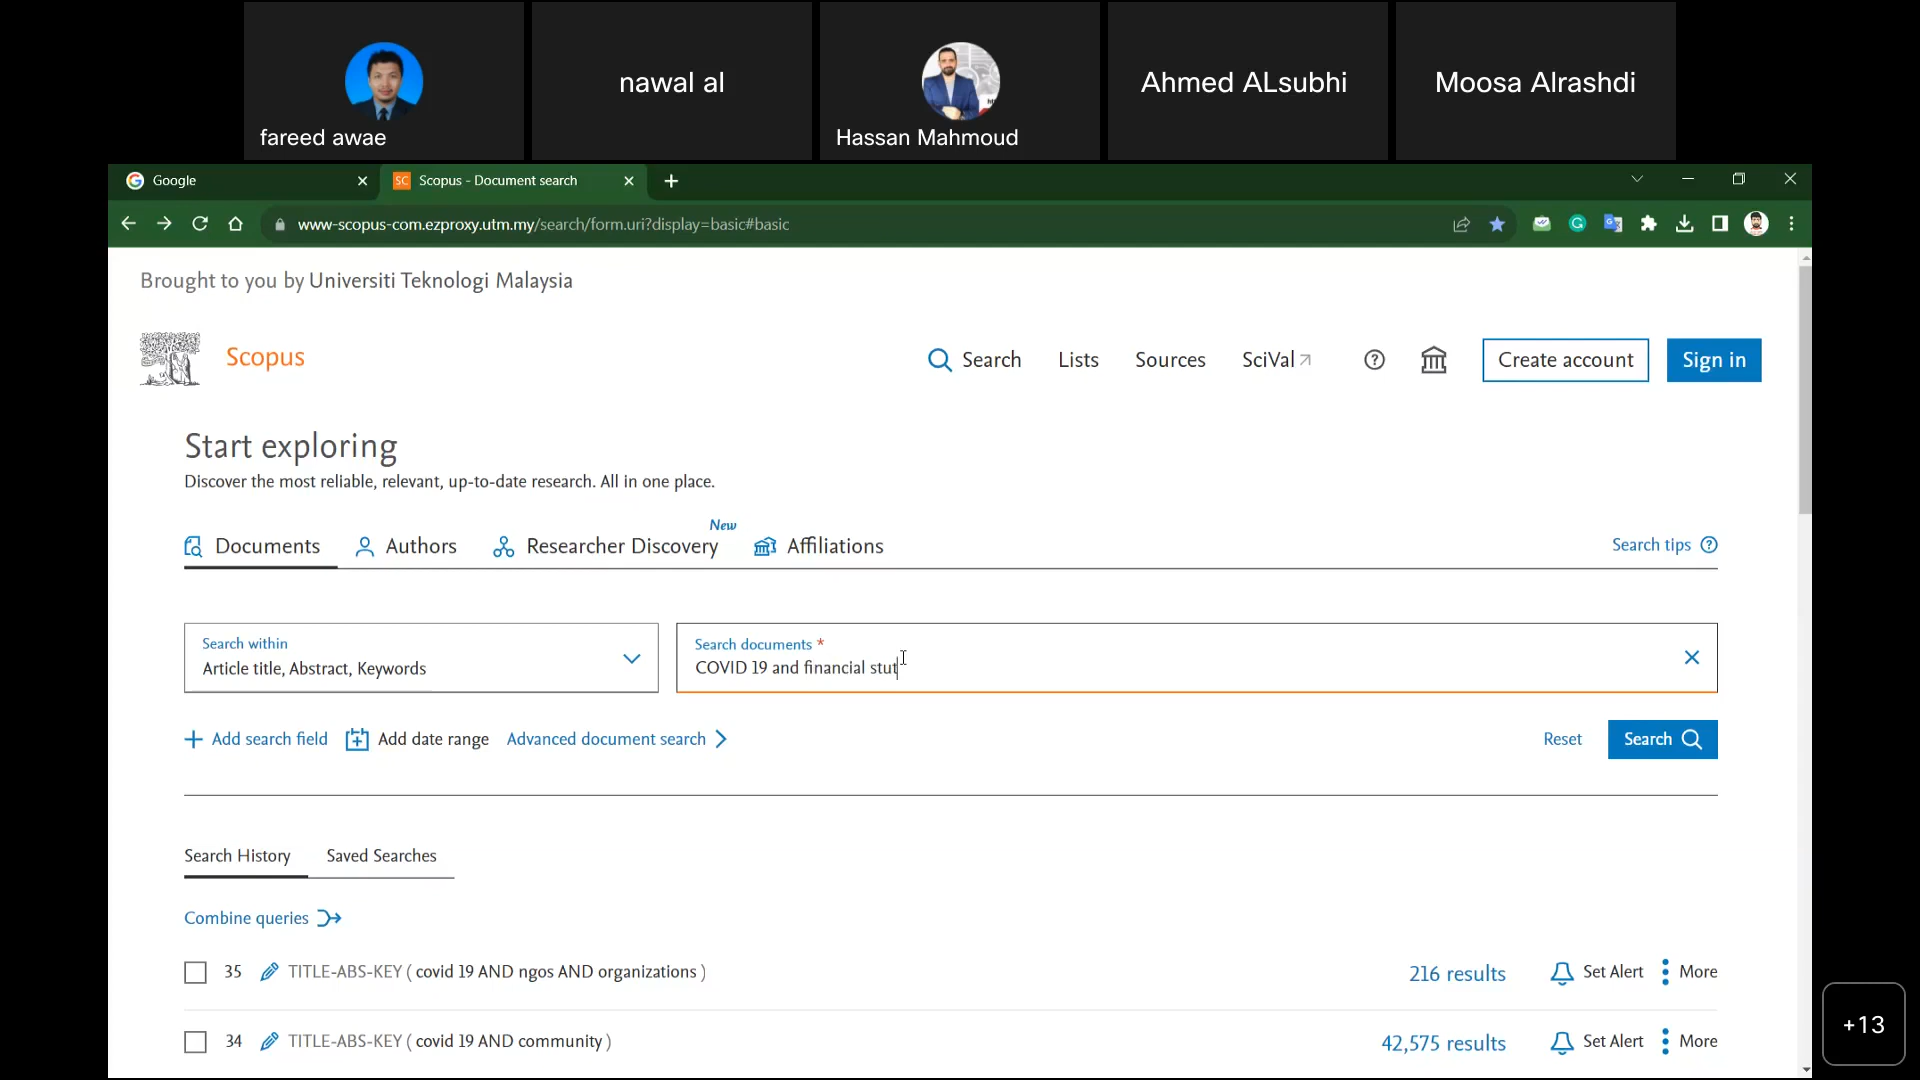 fareed awae
nawal al
Hassan Mahmoud
Ahmed ALsubhi
Moosa Alrashdi
Google
SC Scopus - Document search
www-scopus-com.ezproxy.utm.my/search/form.uri?display=basic#basic
Brought to you by Universiti Teknologi Malaysia
Scopus
Search Lists Sources SciVal Create account Sign in
Start exploring
Discover the most reliable, relevant, up-to-date research. All in one place.
New
Documents Authors Researcher Discovery Affiliations
Search tips
Search within
Article title, Abstract, Keywords
Search documents *
COVID 19 and financial stut
Add search field Add date range Advanced document search
Reset Search
Search History Saved Searches
Combine queries
35 TITLE-ABS-KEY ( covid 19 AND ngos AND organizations ) 216 results Set Alert More
34 TITLE-ABS-KEY ( covid 19 AND community ) 42,575 results Set Alert More
+13